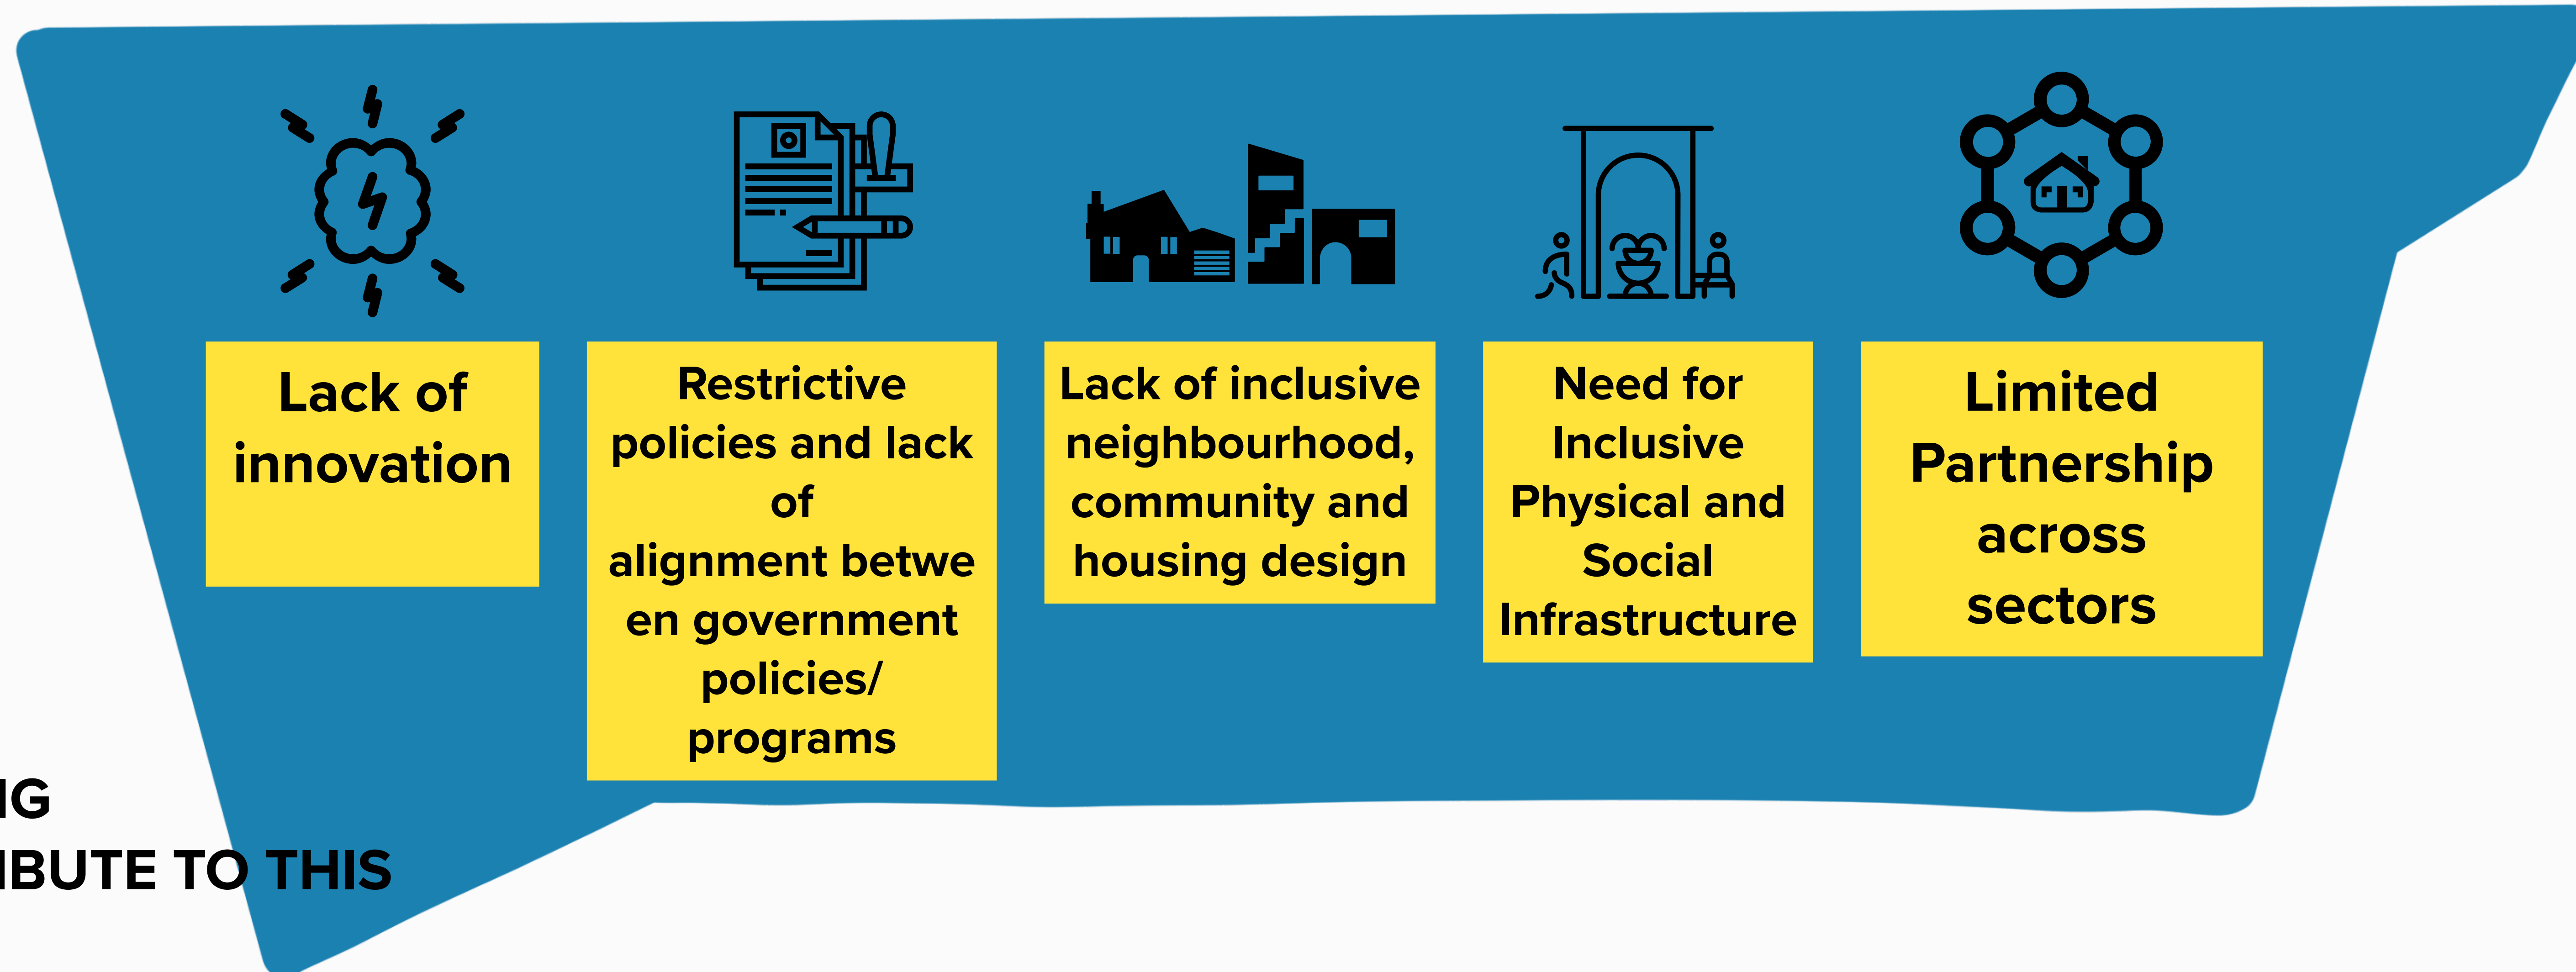 Lack of
innovation
Restrictive
policies and lack
of
alignment betwe
en government
policies/
programs
Lack of inclusive
neighbourhood,
community and
housing design
Need for
Inclusive
Physical and
Social
Infrastructure
Limited
Partnership
across
sectors
TO THIS